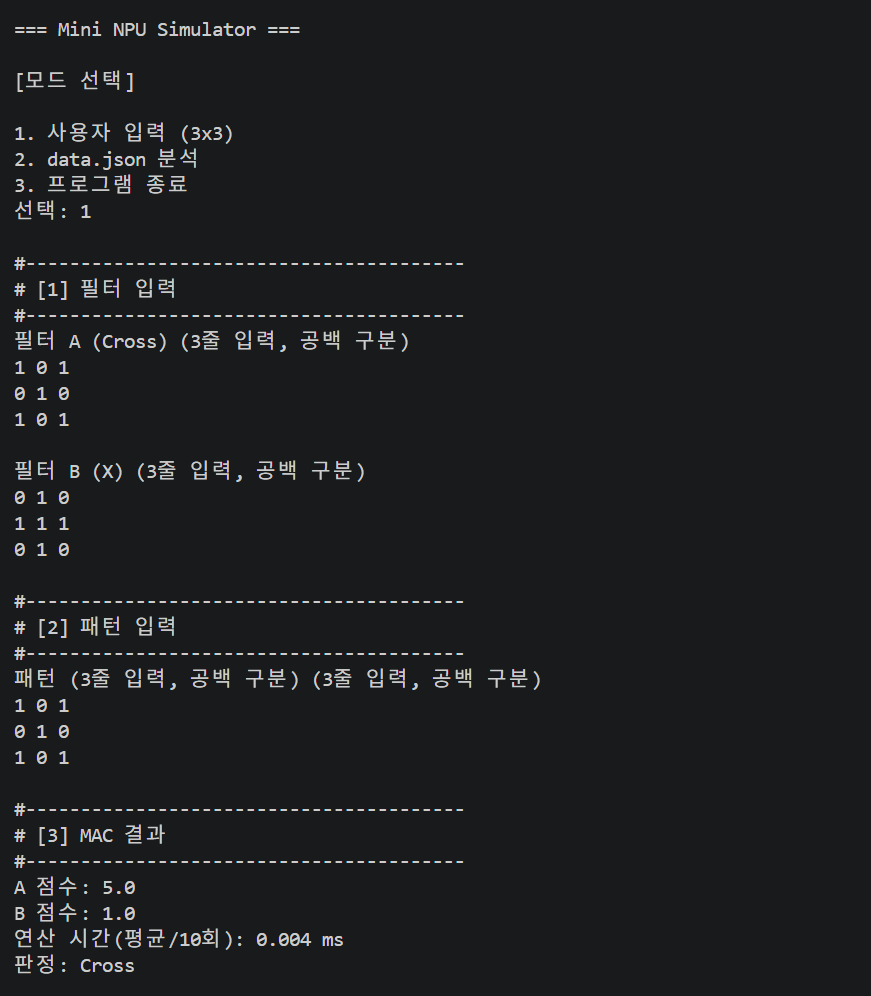 === Mini NPU Simulator ===
[모드 선택]
1. 사용자 입력 (3x3)
2. data.json 분석
3. 프로그램 종료
선택: 1
#----------------------------------------
# [1] 필터 입력
#----------------------------------------
필터 A (Cross) (3줄 입력, 공백 구분)
1 0 1
0 1 0
1 0 1
필터 B (X) (3줄 입력, 공백 구분)
0 1 0
1 1 1
0 1 0
#----------------------------------------
# [2] 패턴 입력
#----------------------------------------
패턴 (3줄 입력, 공백 구분) (3줄 입력, 공백 구분)
1 0 1
0 1 0
1 0 1
#----------------------------------------
# [3] MAC 결과
#----------------------------------------
A 점수: 5.0
B 점수: 1.0
연산 시간(평균/10회): 0.004 ms
판정: Cross